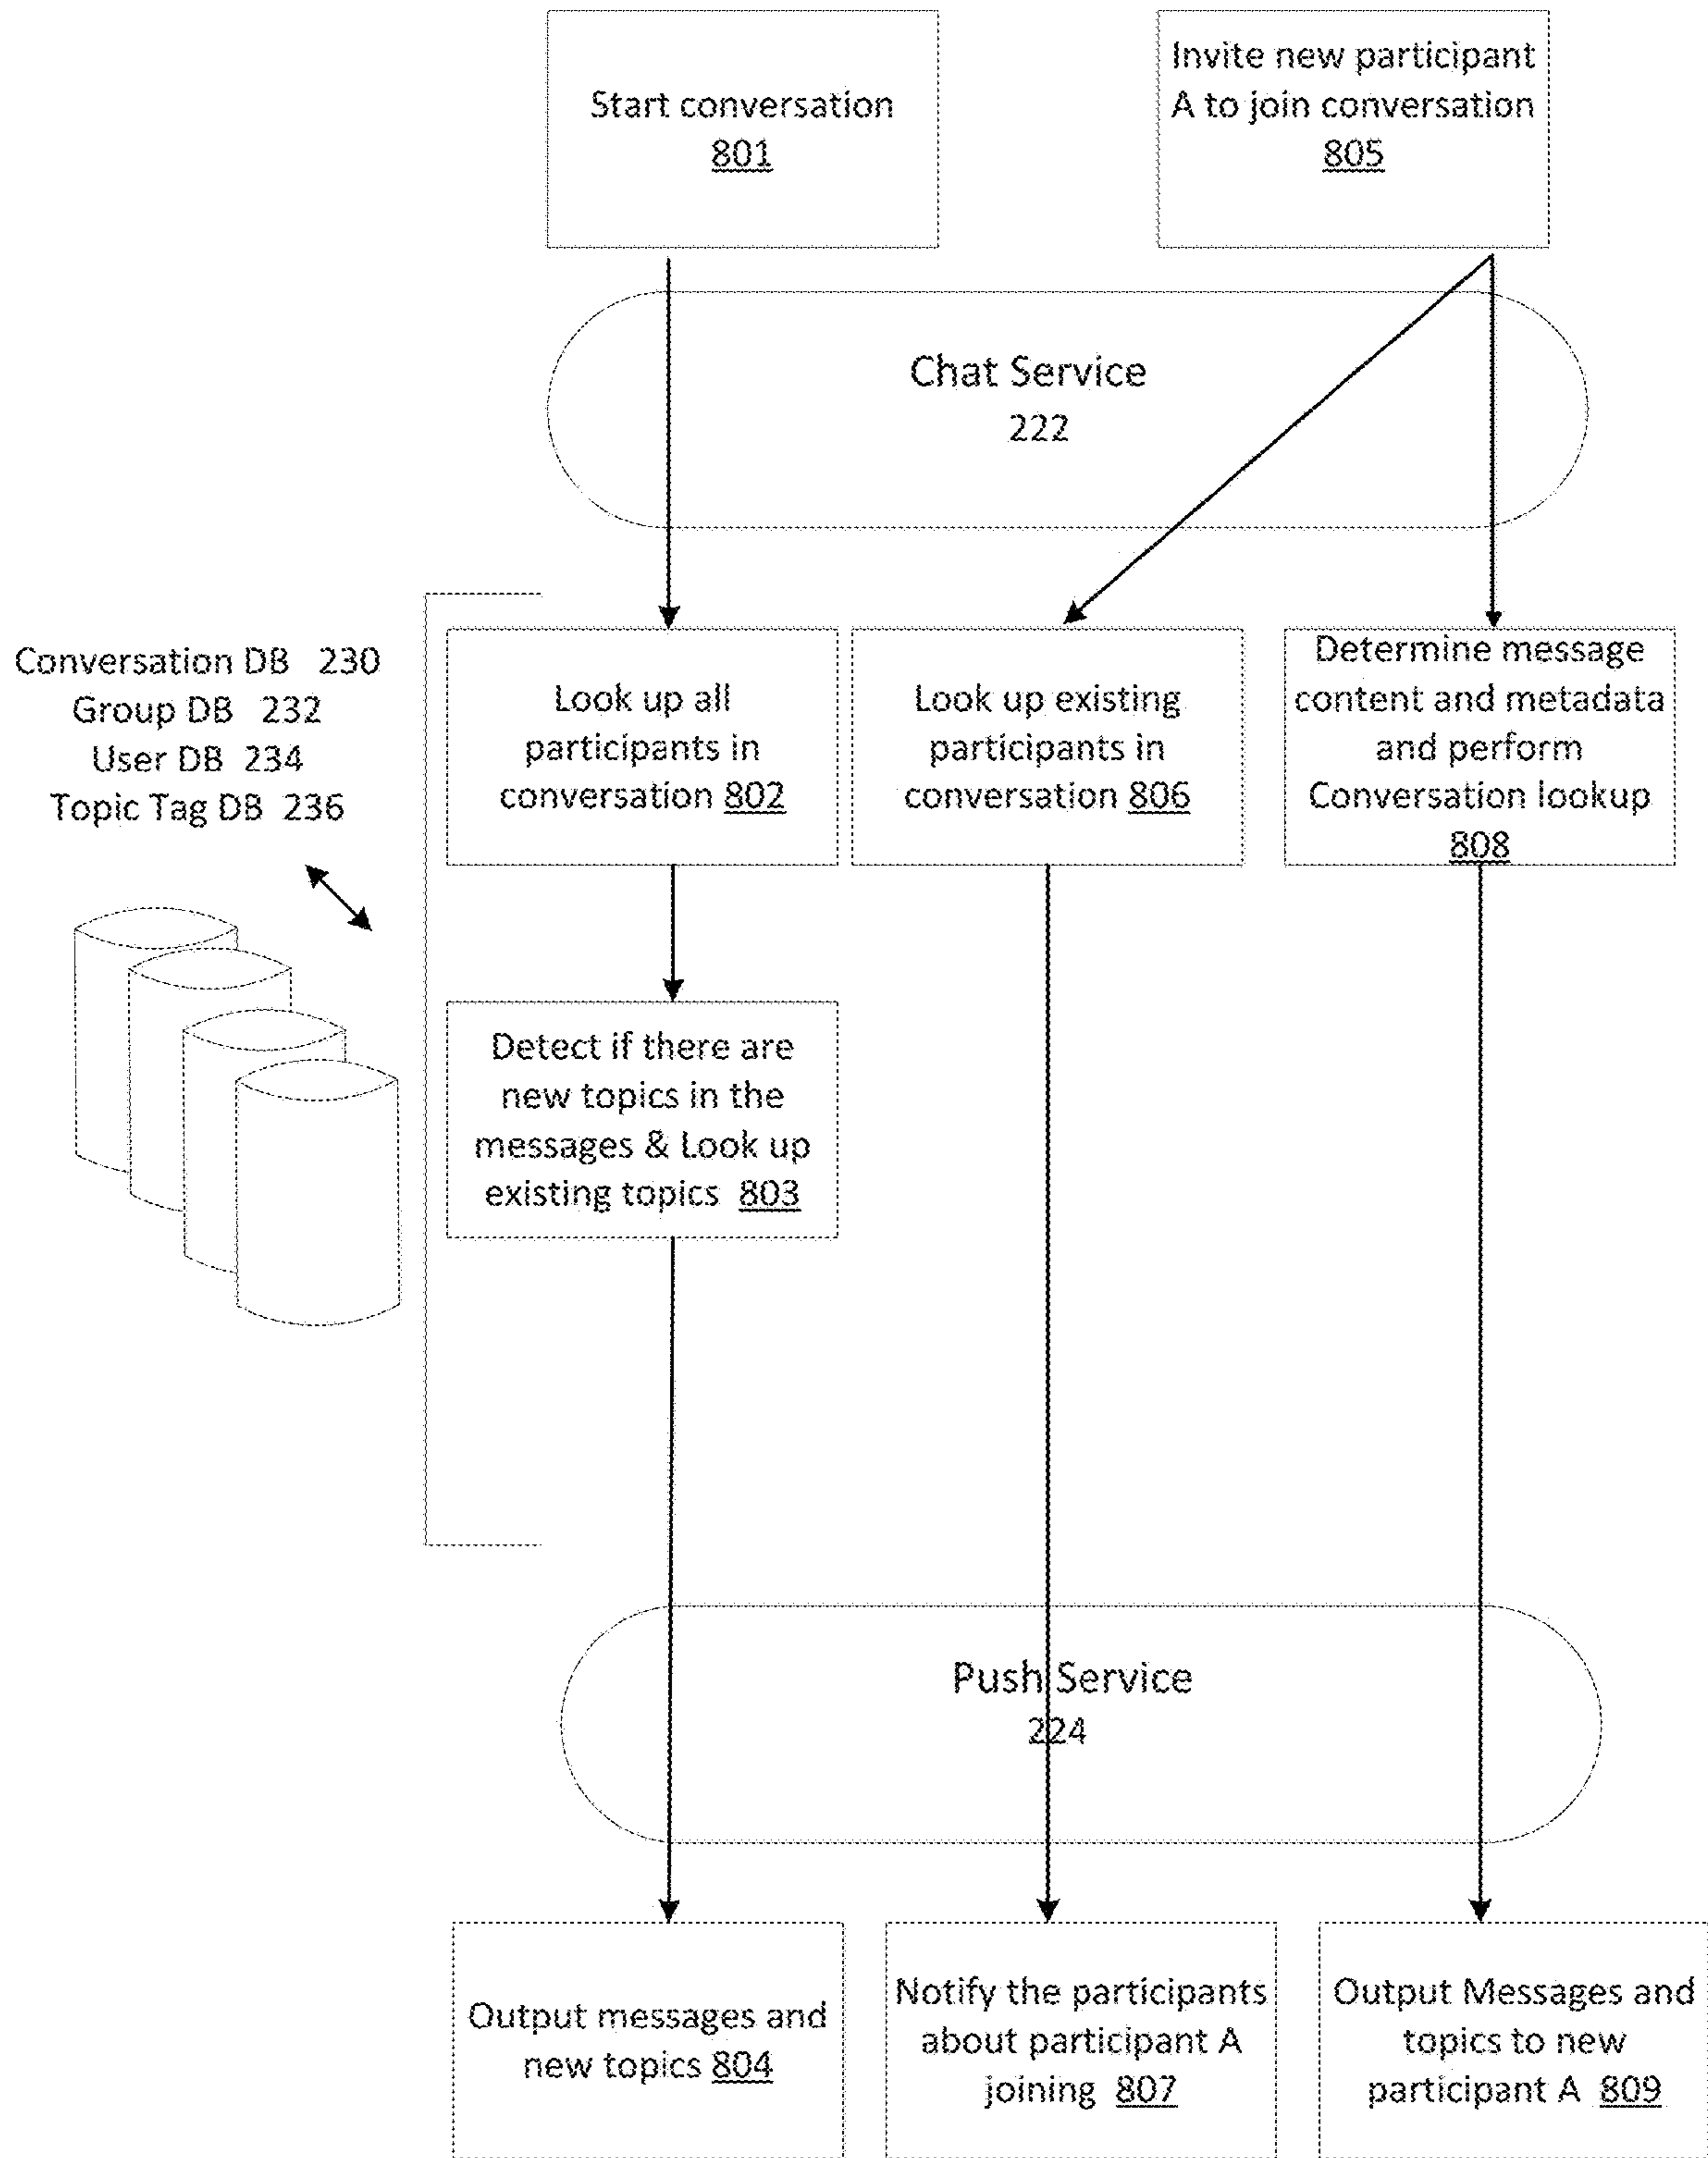 Start conversation
801
Invite new participant
A to join conversation
805
Chat Service
222
Conversation DB 230
Group DB 232
User DB 234
Topic Tag DB 236
Look up all
participants in
conversation 802
Look up existing
participants in
conversation 806
Determine message
content and metadata
and perform
Conversation lookup
808
Detect if there are
new topics in the
messages & Look up
existing topics 803
Push Service
224
Output messages and
new topics 804
Notify the participants
about participant A
joining 807
Output Messages and
topics to new
participant A 809